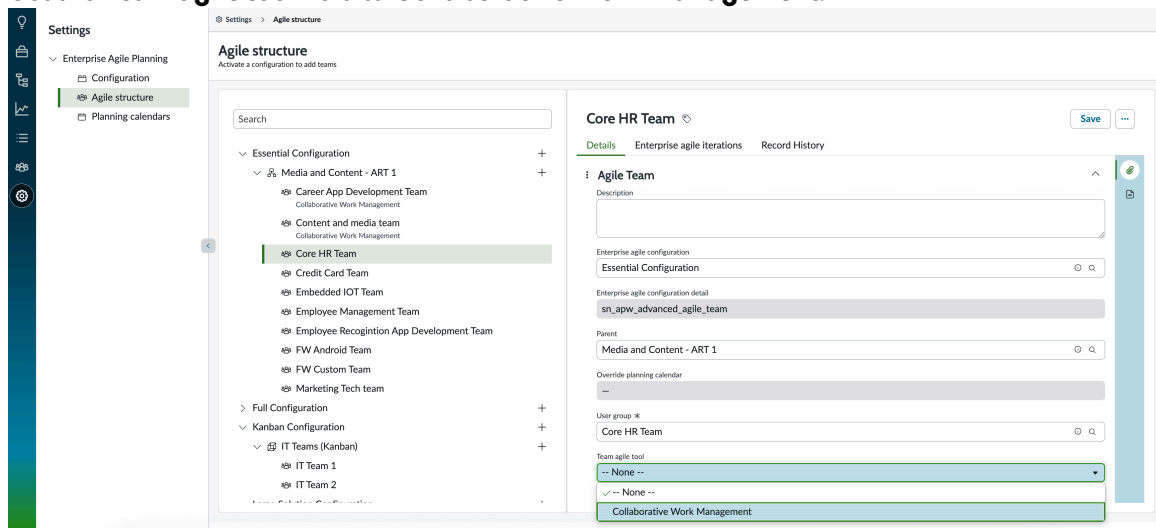 Settings
Enterprise Agile Planning
Configuration
Agile structure
Planning calendars
Settings > Agile structure
Agile structure
Activate a configuration to add teams
Search
Essential Configuration
Media and Content - ART 1
Career App Development Team
Collaborative Work Management
Content and media team
Collaborative Work Management
Core HR Team
Credit Card Team
Embedded IOT Team
Employee Management Team
Employee Recogintion App Development Team
FW Android Team
FW Custom Team
Marketing Tech team
Full Configuration
Kanban Configuration
IT Teams (Kanban)
IT Team 1
IT Team 2
Core HR Team
Save
Details Enterprise agile iterations Record History
Agile Team
Description
Enterprise agile configuration
Essential Configuration
Enterprise agile configuration detail
sn_apw_advanced_agile_team
Parent
Media and Content - ART 1
Override planning calendar
—
User group *
Core HR Team
Team agile tool
-- None --
✓ -- None --
Collaborative Work Management